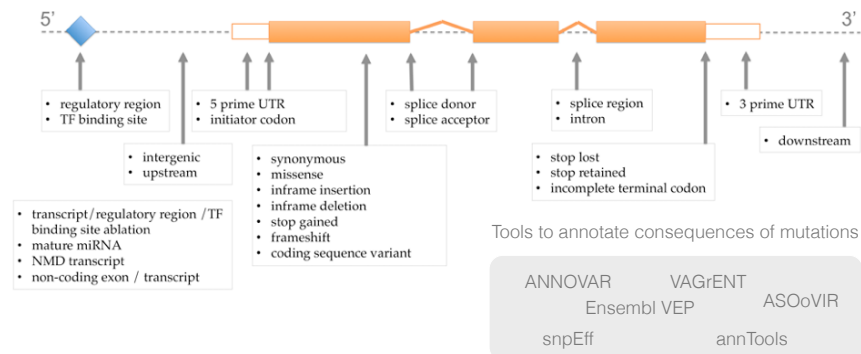 5’
3’
• regulatory region
• TF binding site
• 5 prime UTR
• initiator codon
• splice donor
• splice acceptor
• splice region
• intron
• 3 prime UTR
• downstream
• intergenic
• upstream
• synonymous
• missense
• inframe insertion
• inframe deletion
• stop gained
• frameshift
• coding sequence variant
• stop lost
• stop retained
• incomplete terminal codon
• transcript/regulatory region /TF
binding site ablation
• mature miRNA
• NMD transcript
• non-coding exon / transcript
Tools to annotate consequences of mutations
ANNOVAR
VAGrENT
Ensembl VEP
ASOoVIR
snpEff
annTools